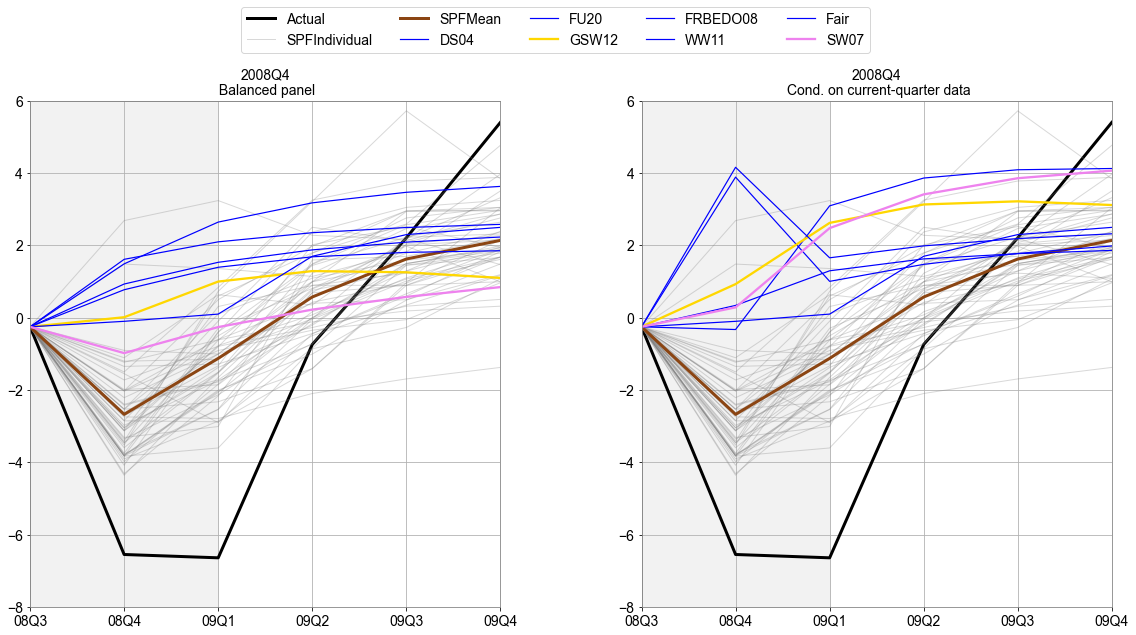 Actual SPFMean FU20 FRBEDO08 Fair
SPFIndividual DS04 GSW12 WW11 SW07
2008Q4
Balanced panel
6
4
2
0
−2
−4
−6
−8
08Q3 08Q4 09Q1 09Q2 09Q3 09Q4
2008Q4
Cond. on current-quarter data
6
4
2
0
−2
−4
−6
−8
08Q3 08Q4 09Q1 09Q2 09Q3 09Q4